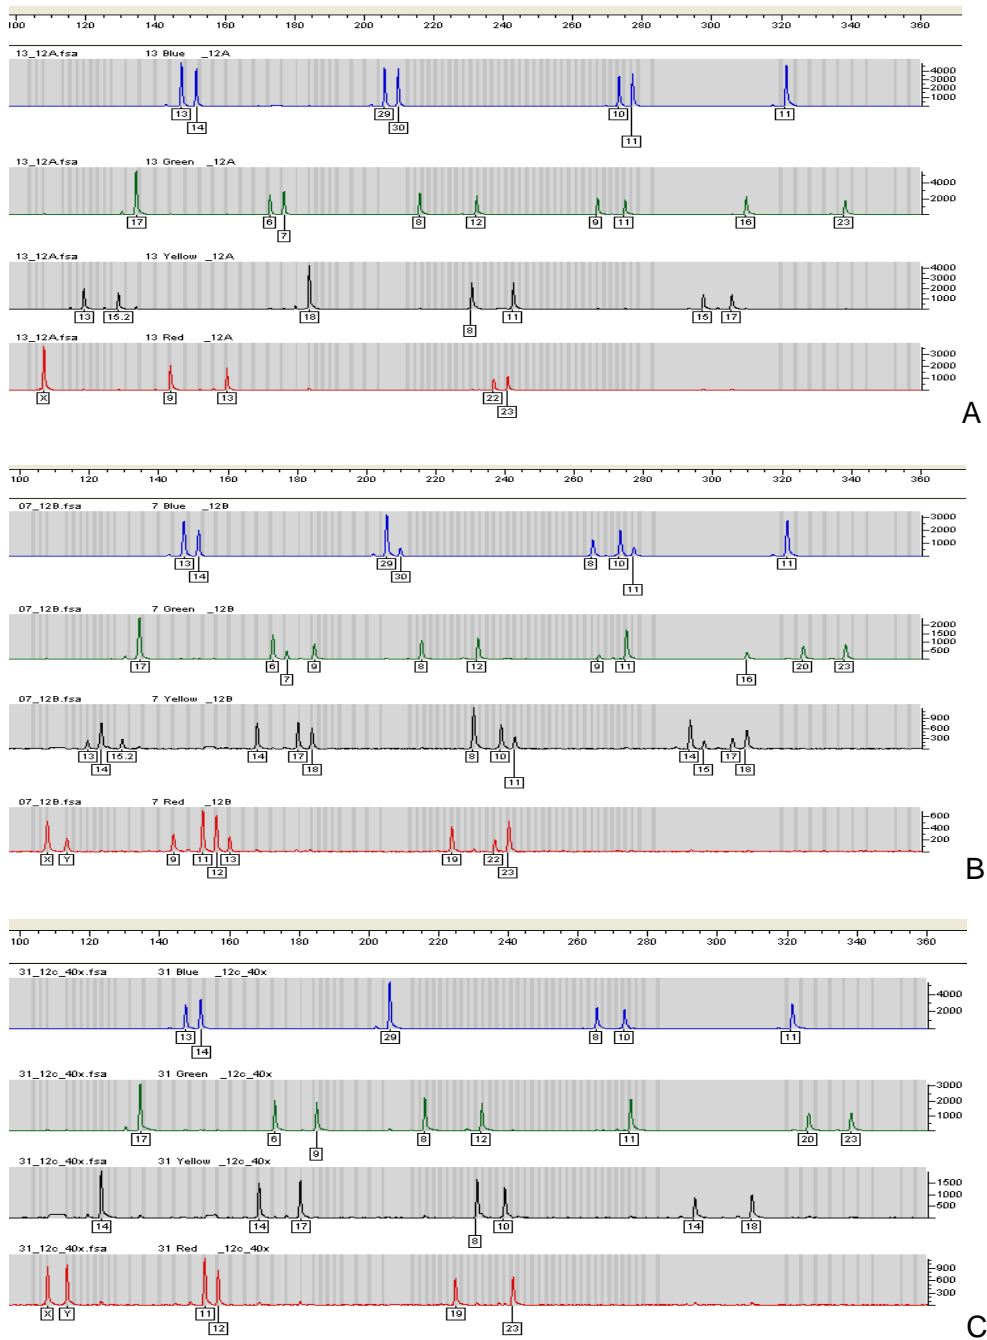 100 120 140 160 180 200 220 240 260 280 300 320 340 360
13_12A.fsa 13 Blue _12A
4000
3000
2000
1000
13 29 10 11
14 30
11
13_12A.fsa 13 Green _12A
4000
2000
17 6 8 12 9 11 16 23
7
13_12A.fsa 13 Yellow _12A
4000
3000
2000
1000
13 15.2 18 11 15 17
8
13_12A.fsa 13 Red _12A
3000
2000
1000
X 9 13 22
23
A
100 120 140 160 180 200 220 240 260 280 300 320 340 360
07_12B.fsa 7 Blue _12B
3000
2000
1000
13 29 8 10 11
14 30
11
07_12B.fsa 7 Green _12B
2000
1500
1000
500
17 6 9 8 12 9 11 20 23
7 16
07_12B.fsa 7 Yellow _12B
900
600
300
13 15.2 14 17 8 10 14 17
14 18 11 15 18
07_12B.fsa 7 Red _12B
600
400
200
X Y 9 11 13 19 22
12 23
B
100 120 140 160 180 200 220 240 260 280 300 320 340 360
31_12c_40x.fsa 31 Blue _12c_40x
4000
2000
13 29 8 10 11
14
31_12c_40x.fsa 31 Green _12c_40x
3000
2000
1000
17 6 8 12 11 20 23
9
31_12c_40x.fsa 31 Yellow _12c_40x
1500
1000
500
14 14 17 10 14 18
8
31_12c_40x.fsa 31 Red _12c_40x
900
600
300
X Y 11 19
12 23
C